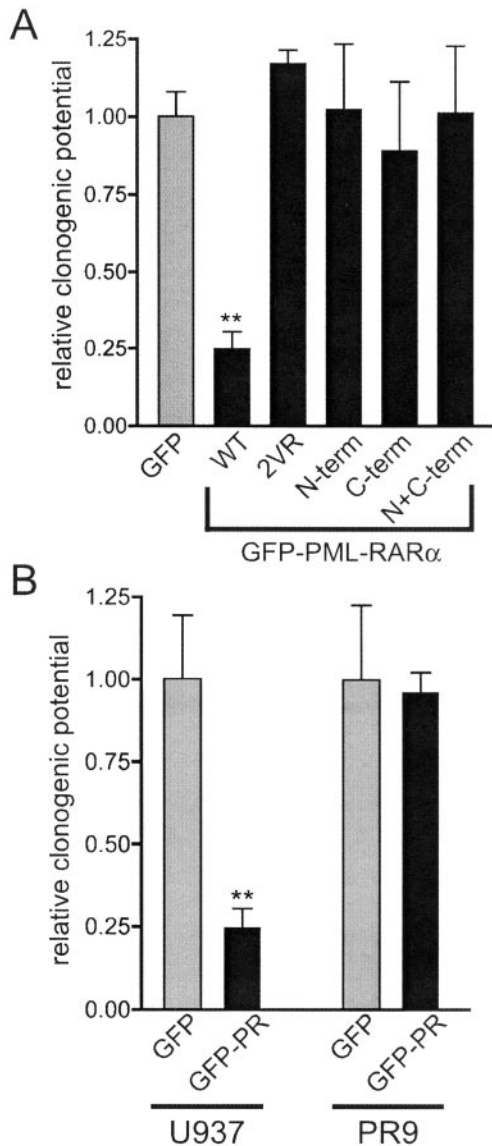 A
relative clonogenic potential
1.25
1.00
0.75
0.50
0.25
0.00
**
GFP
WT
2VR
N-term
C-term
N+C-term
GFP-PML-RARα
B
relative clonogenic potential
1.25
1.00
0.75
0.50
0.25
0.00
**
GFP
GFP-PR
GFP
GFP-PR
U937
PR9